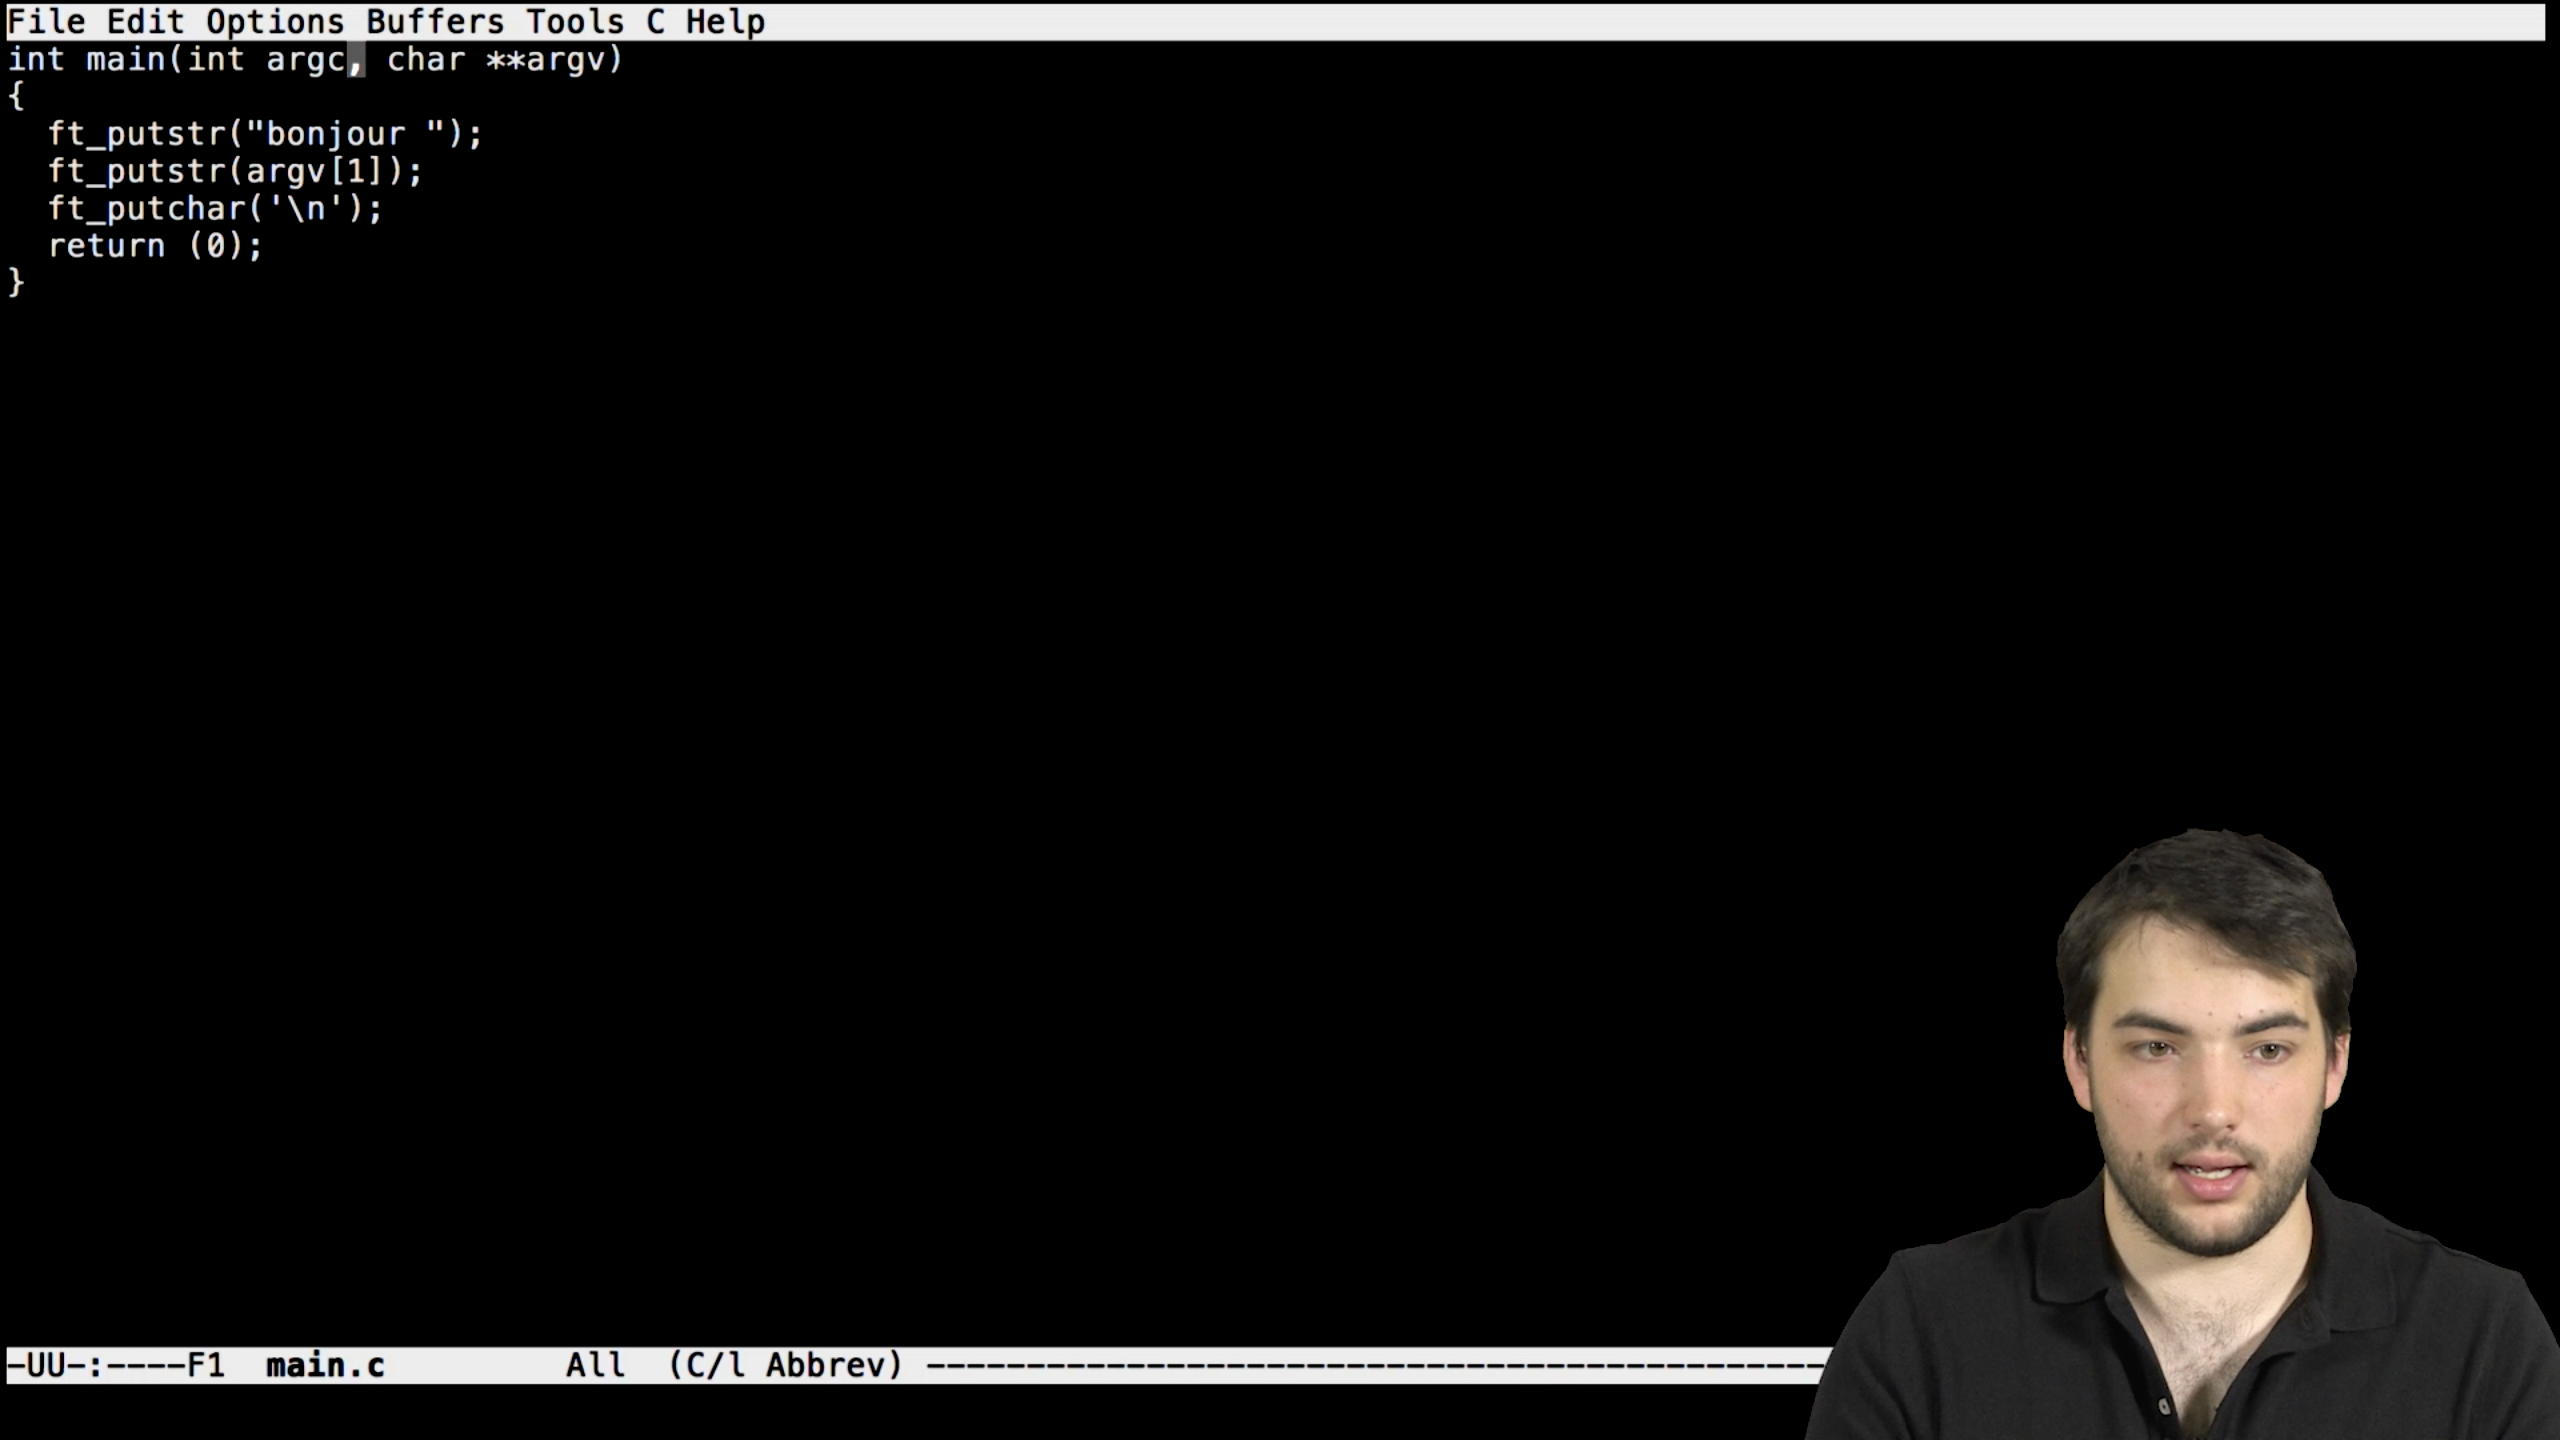 File Edit Options Buffers Tools C Help
int main(int argc, char **argv)
{
  ft_putstr("bonjour ");
  ft_putstr(argv[1]);
  ft_putchar('\n');
  return (0);
}
-UU-:----F1  main.c         All  (C/l Abbrev) ---------------------------------------------